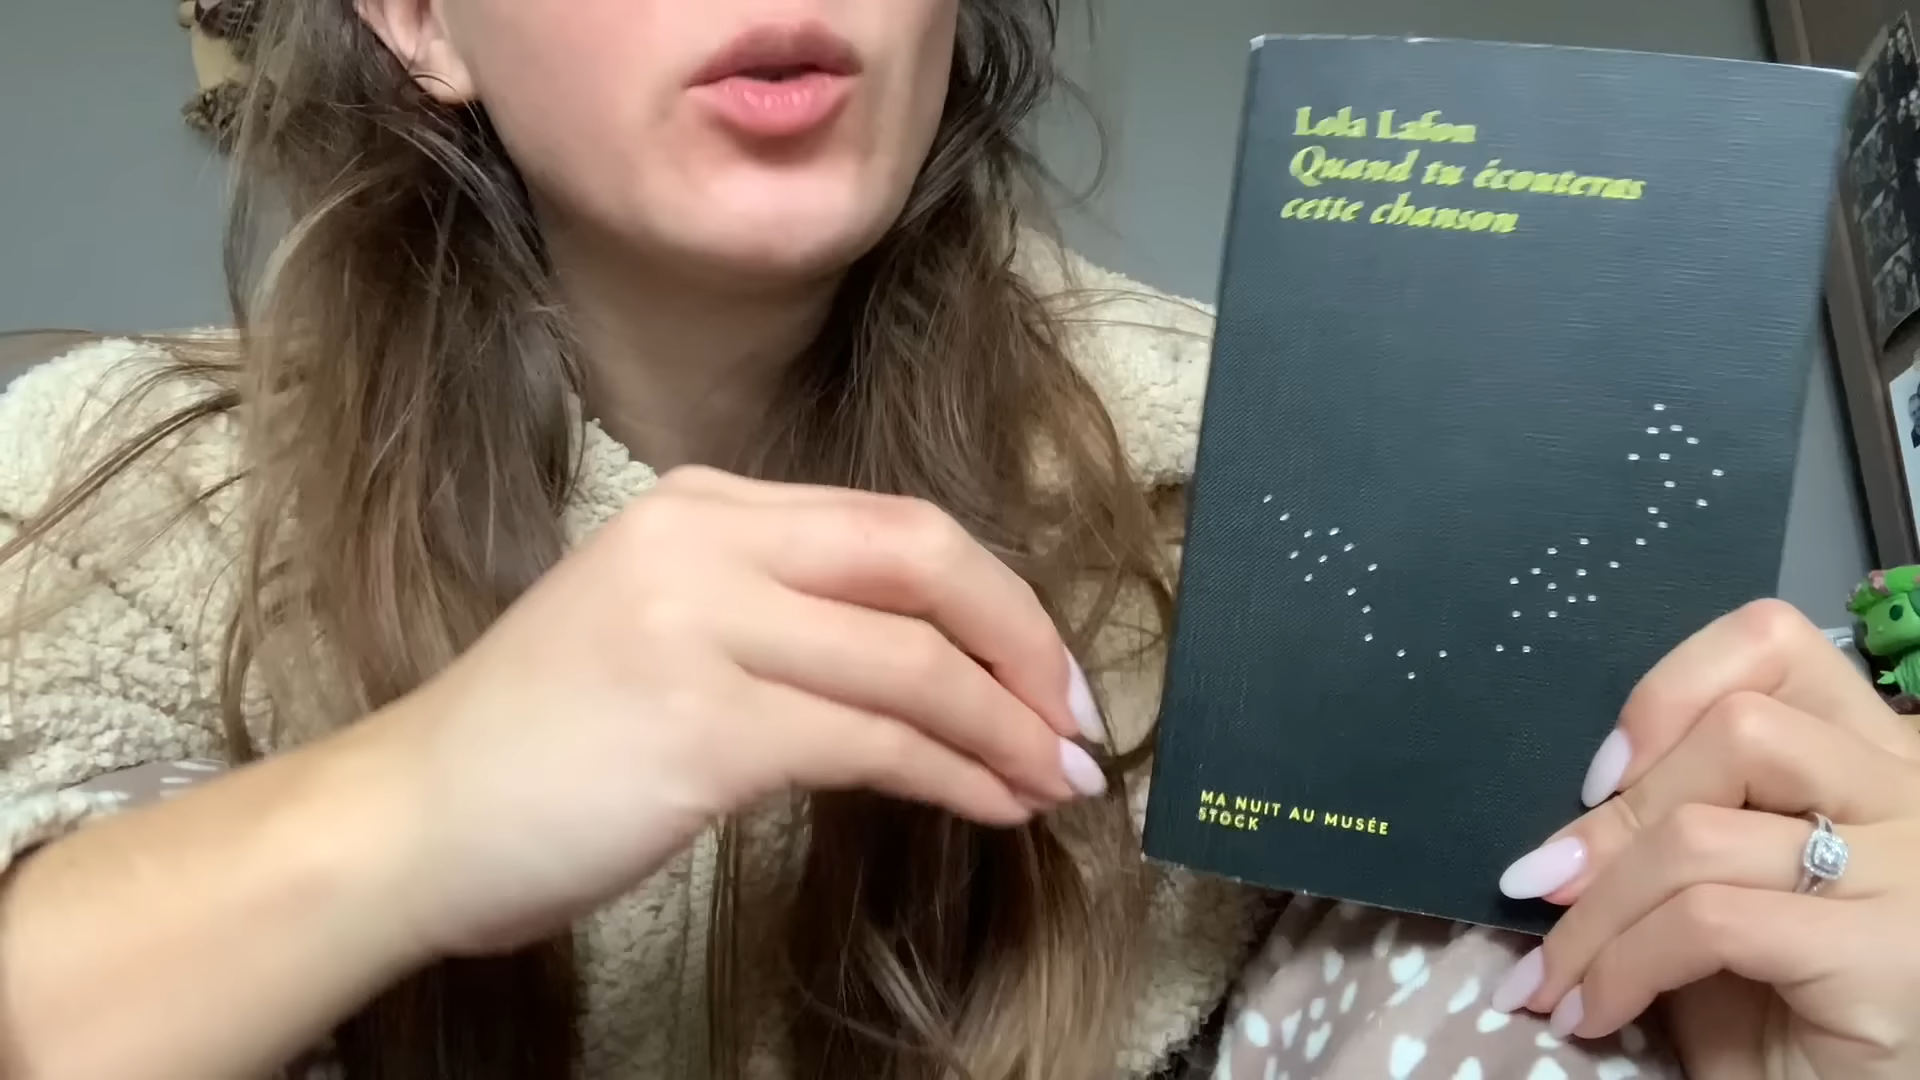 Lola Lafon
Quand tu écouteras
cette chanson
MA NUIT AU MUSÉE
STOCK